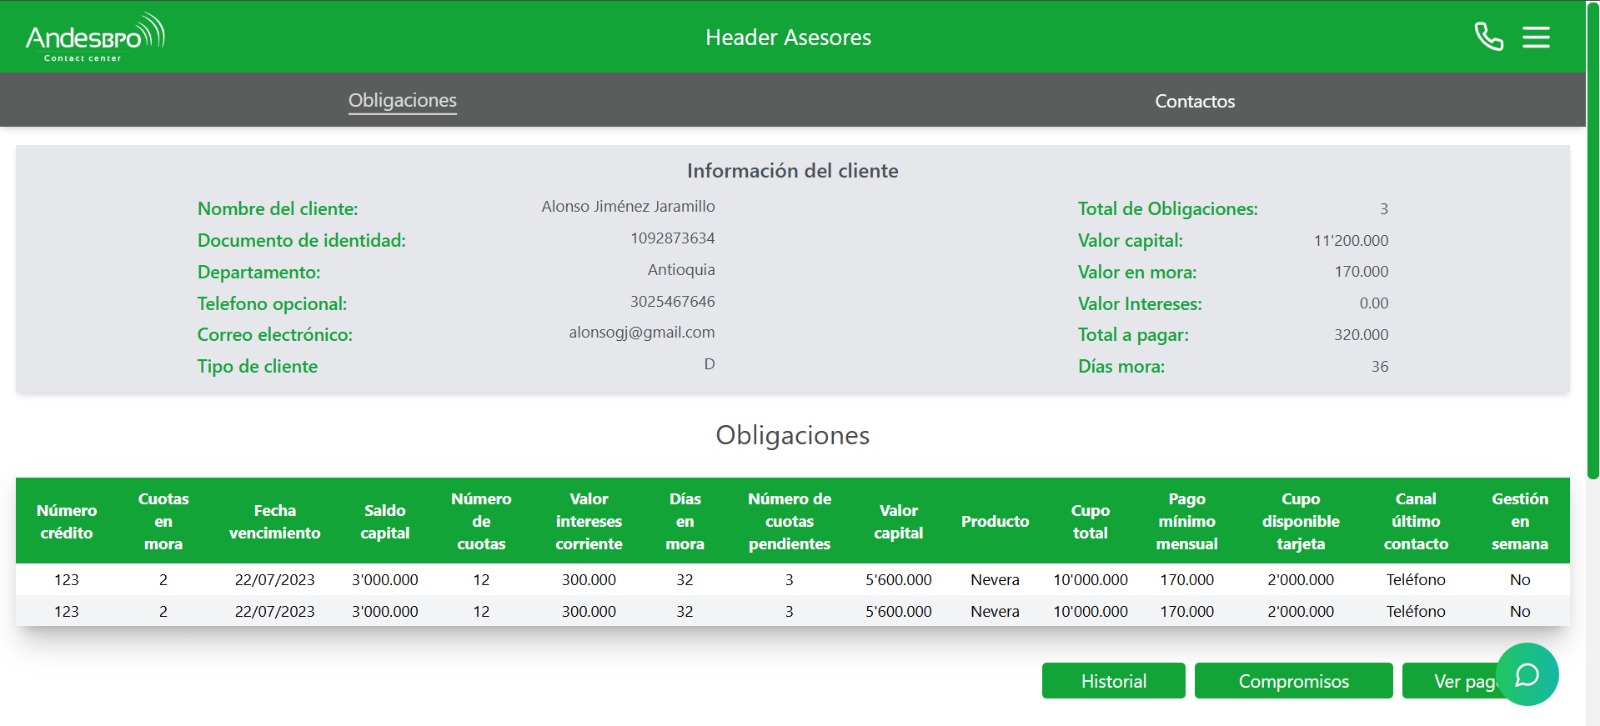 AndesBPO
Contact center
Header Asesores
Obligaciones
Contactos
Información del cliente
Nombre del cliente: Alonso Jiménez Jaramillo
Documento de identidad: 1092873634
Departamento: Antioquia
Telefono opcional: 3025467646
Correo electrónico: alonsogj@gmail.com
Tipo de cliente D
Total de Obligaciones: 3
Valor capital: 11'200.000
Valor en mora: 170.000
Valor Intereses: 0.00
Total a pagar: 320.000
Días mora: 36
Obligaciones
Número crédito Cuotas en mora Fecha vencimiento Saldo capital Número de cuotas Valor intereses corriente Días en mora Número de cuotas pendientes Valor capital Producto Cupo total Pago mínimo mensual Cupo disponible tarjeta Canal último contacto Gestión en semana
123 2 22/07/2023 3'000.000 12 300.000 32 3 5'600.000 Nevera 10'000.000 170.000 2'000.000 Teléfono No
123 2 22/07/2023 3'000.000 12 300.000 32 3 5'600.000 Nevera 10'000.000 170.000 2'000.000 Teléfono No
Historial
Compromisos
Ver